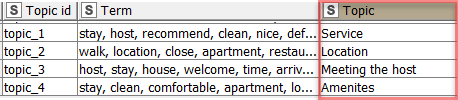 S Topic id S Term S Topic
topic_1 stay, host, recommend, clean, nice, def... Service
topic_2 walk, location, close, apartment, restau... Location
topic_3 host, stay, house, welcome, time, arriv... Meeting the host
topic_4 stay, clean, comfortable, apartment, lo... Amenites